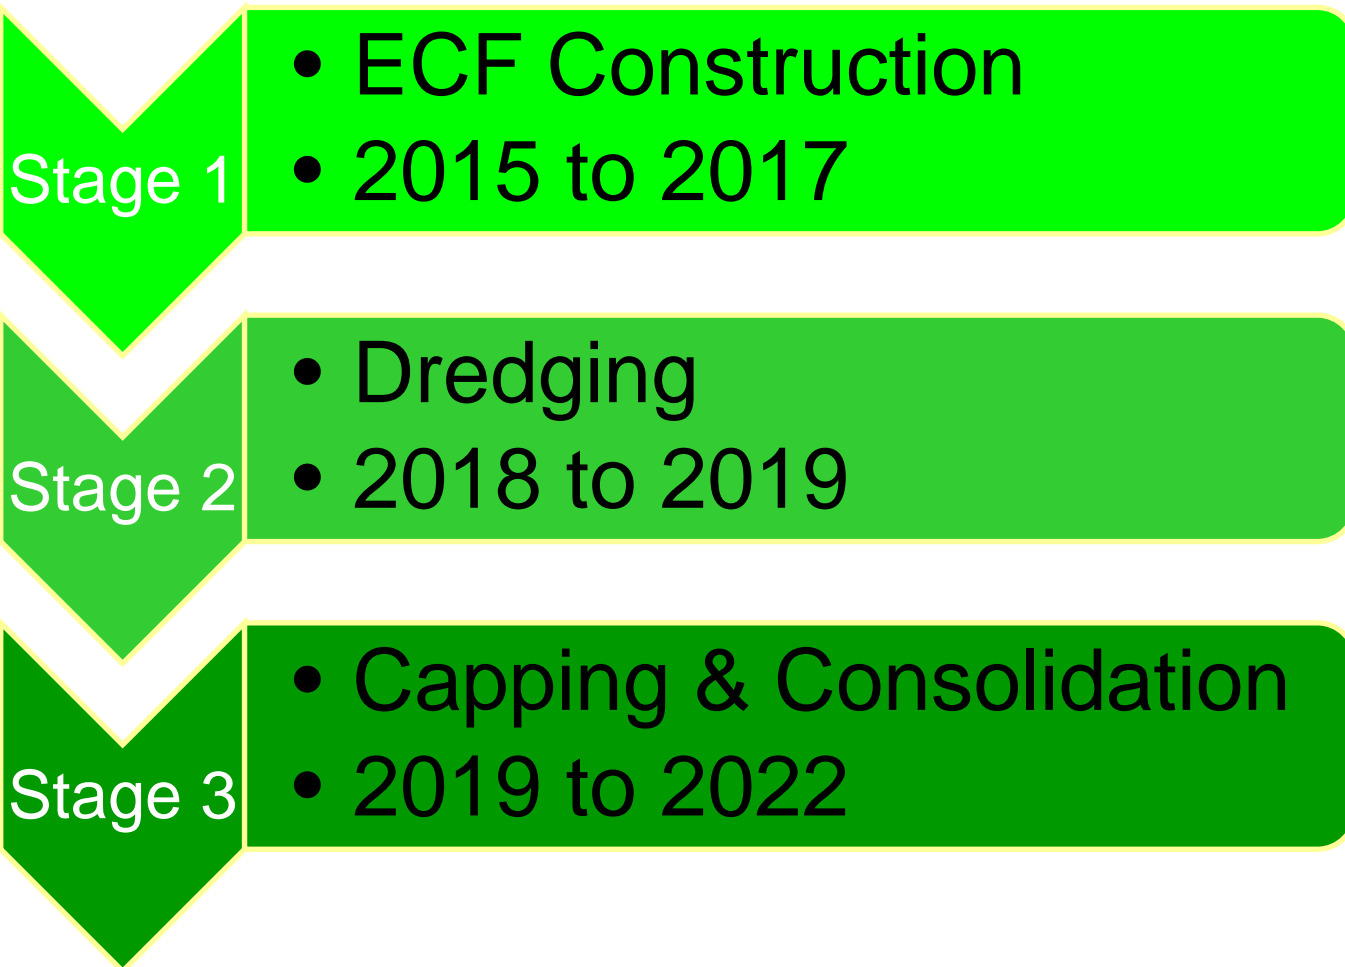 Stage 1
• ECF Construction
• 2015 to 2017
Stage 2
• Dredging
• 2018 to 2019
Stage 3
• Capping & Consolidation
• 2019 to 2022